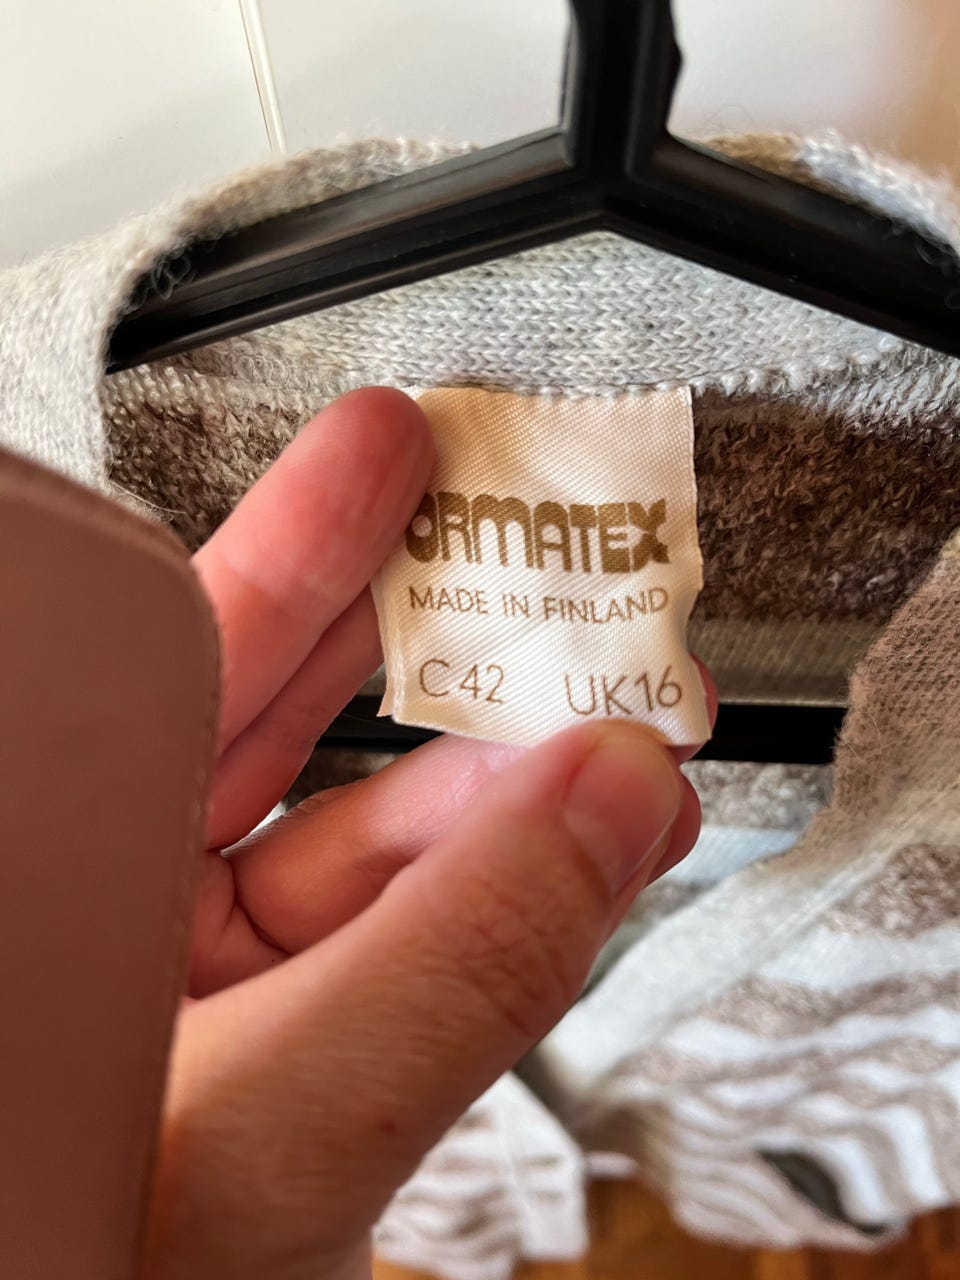 ORMATEX
MADE IN FINLAND
C42 UK16